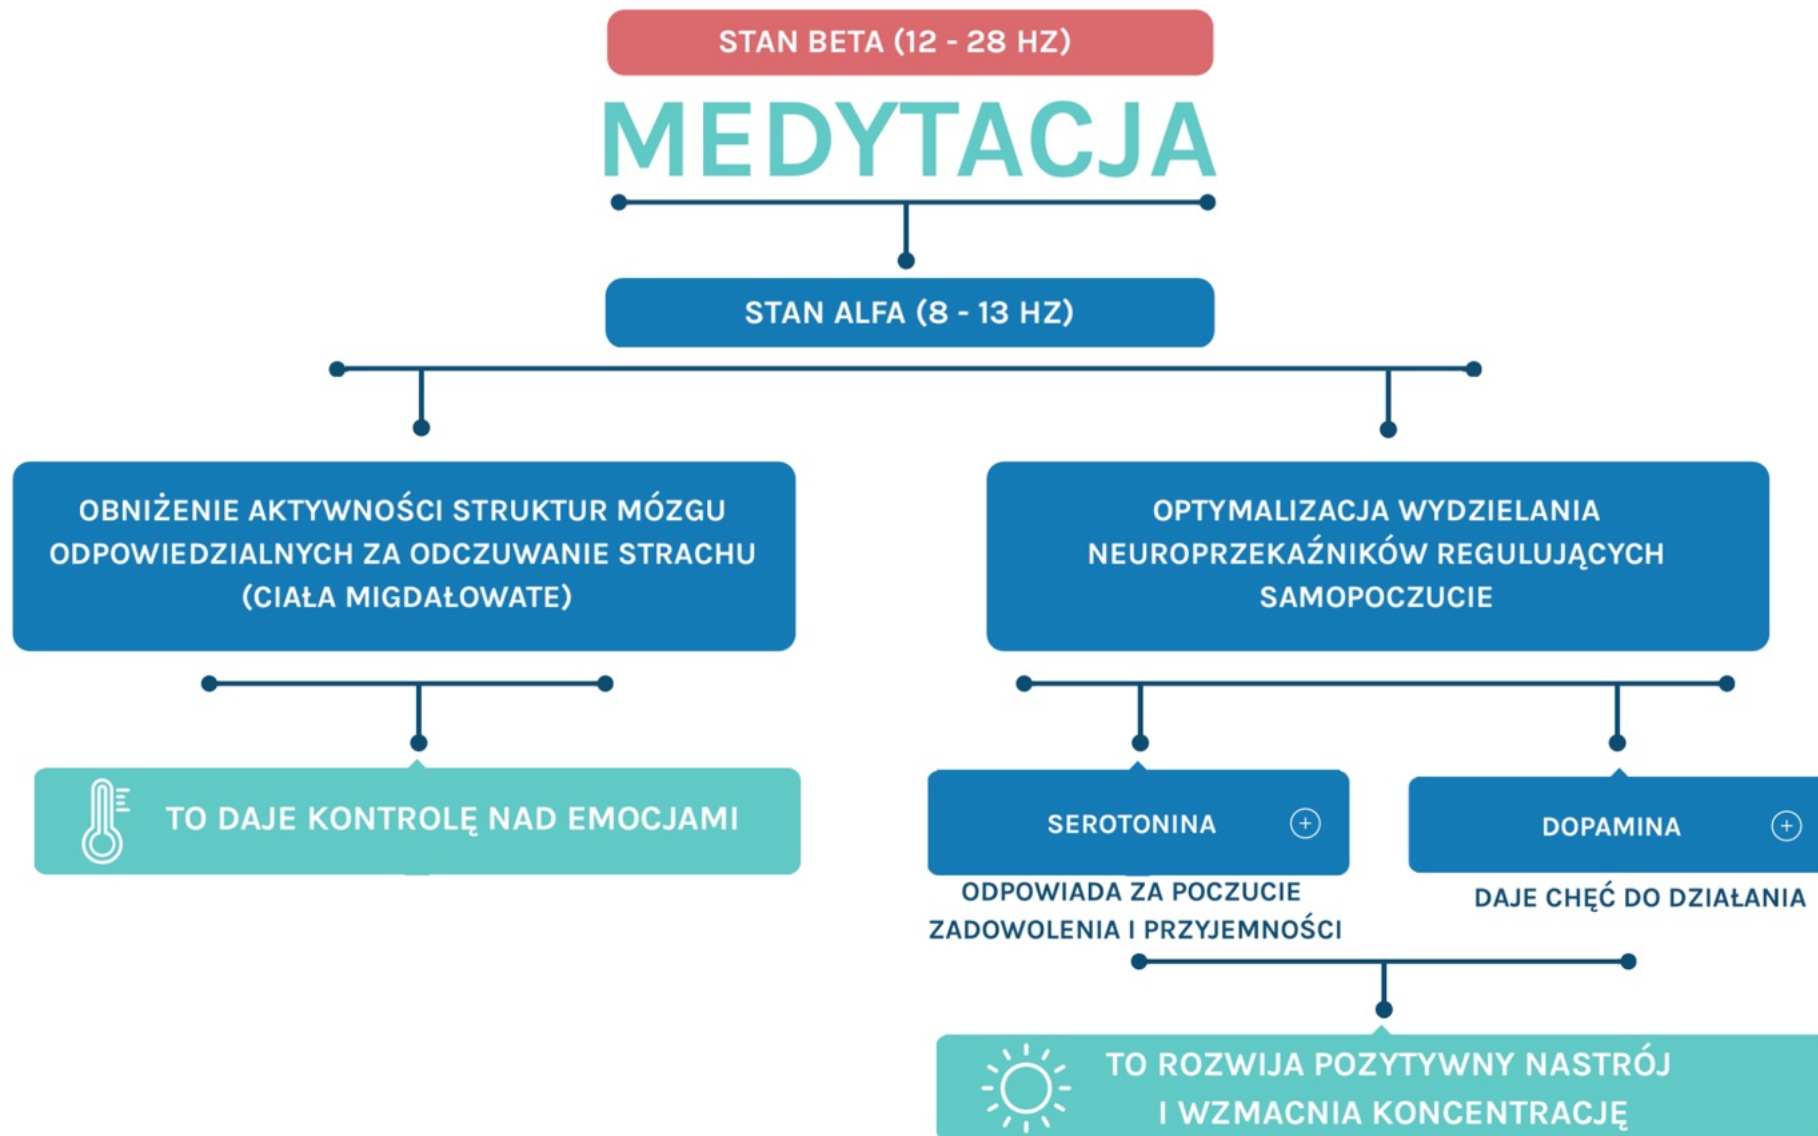 STAN BETA (12 - 28 HZ)
MEDYTACJA
STAN ALFA (8 - 13 HZ)
OBNIŻENIE AKTYWNOŚCI STRUKTUR MÓZGU
ODPOWIEDZIALNYCH ZA ODCZUWANIE STRACHU
(CIAŁA MIGDAŁOWATE)
TO DAJE KONTROLĘ NAD EMOCJAMI
OPTYMALIZACJA WYDZIELANIA
NEUROPRZEKAŹNIKÓW REGULUJĄCYCH
SAMOPOCZUCIE
SEROTONINA
ODPOWIADA ZA POCZUCIE
ZADOWOLENIA I PRZYJEMNOŚCI
DOPAMINA
DAJE CHĘĆ DO DZIAŁANIA
TO ROZWIJA POZYTYWNY NASTRÓJ
I WZMACNIA KONCENTRACJĘ